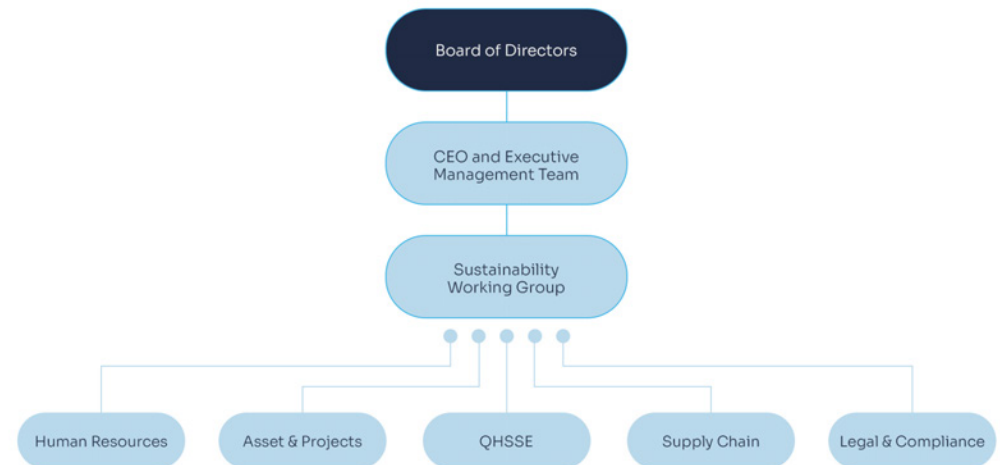 Board of Directors
CEO and Executive
Management Team
Sustainability
Working Group
Human Resources
Asset & Projects
QHSSE
Supply Chain
Legal & Compliance